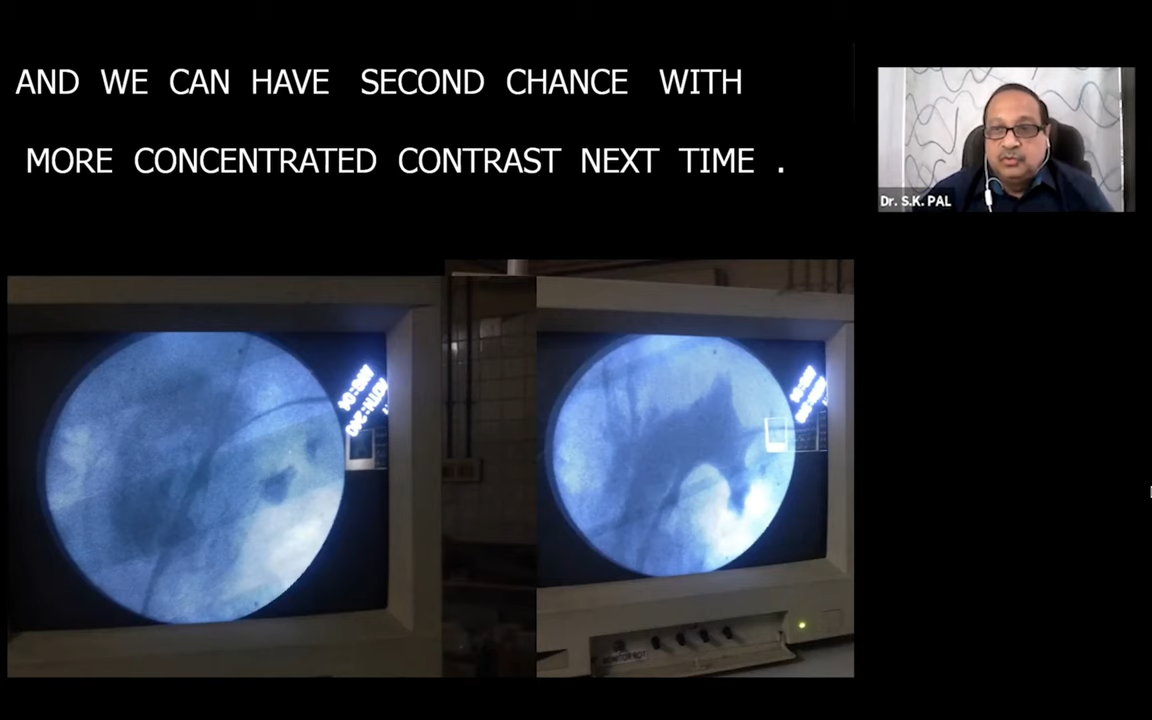 AND WE CAN HAVE SECOND CHANCE WITH
MORE CONCENTRATED CONTRAST NEXT TIME .
Dr. S.K. PAL